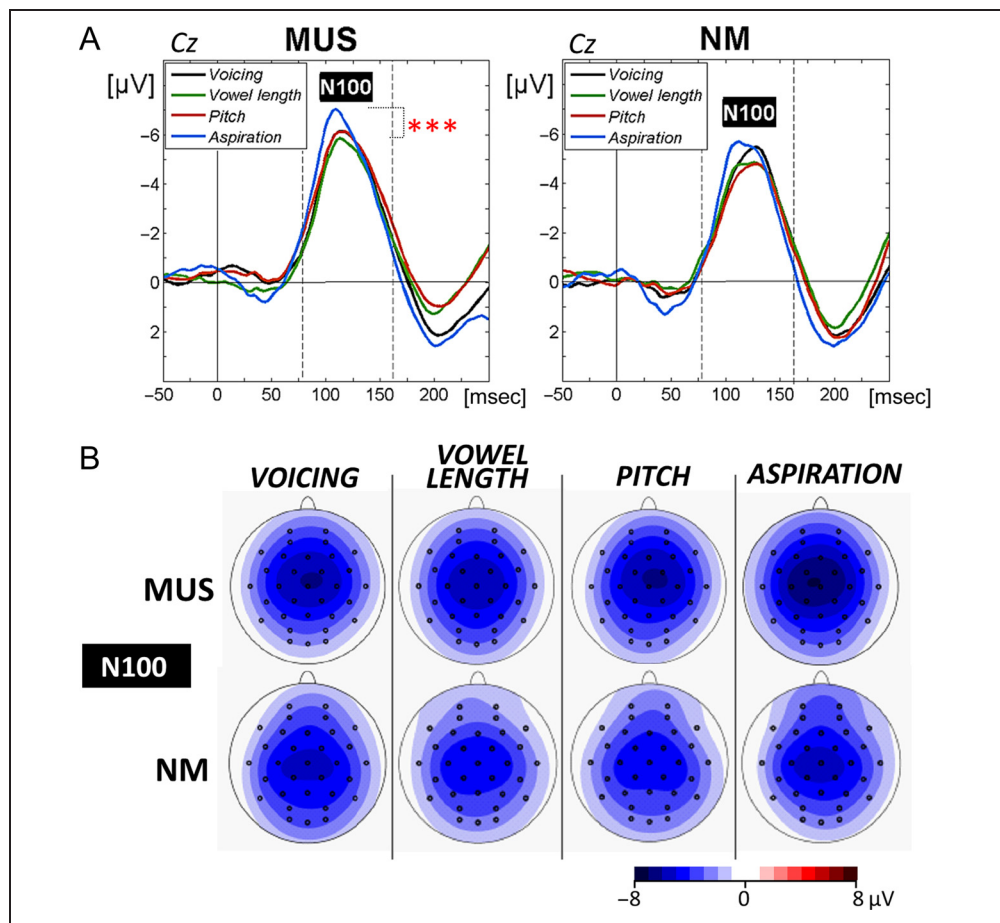 A
Cz
MUS
[µV]
Voicing
Vowel length
Pitch
Aspiration
N100
***
−6
−4
−2
0
2
−50
0
50
100
150
200
[msec]
Cz
NM
[µV]
Voicing
Vowel length
Pitch
Aspiration
N100
−6
−4
−2
0
2
−50
0
50
100
150
200
[msec]
B
VOICING
VOWEL
LENGTH
PITCH
ASPIRATION
MUS
N100
NM
−8
0
8 µV